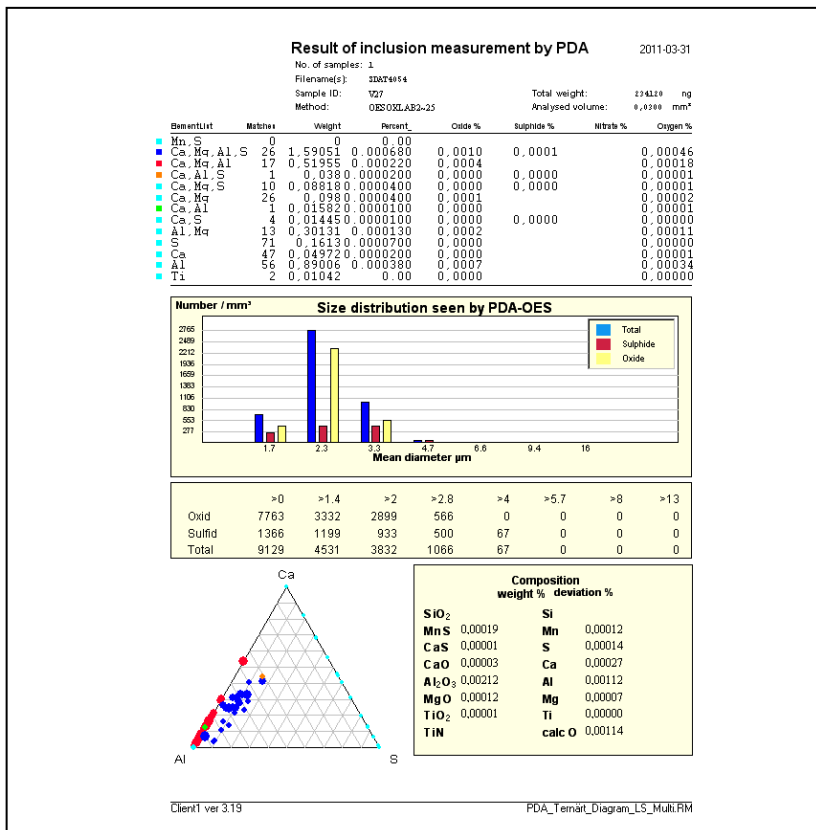 Result of inclusion measurement by PDA 2011-03-31
No. of samples: 1
Filename(s): SDAT4054
Sample ID: V27 Total weight: 234120 ng
Method: OESOXLAB2~25 Analysed volume: 0,0300 mm³
ElementList Matches Weight Percent_ Oxide % Sulphide % Nitrate % Oxygen %
Mn,S 0 0 0.00
Ca,Mg,Al,S 26 1,59051 0.000680 0,0010 0,0001 0,00046
Ca,Mg,Al 17 0,51955 0.000220 0,0004 0,00018
Ca,Al,S 1 0,038 0.0000200 0,0000 0,0000 0,00001
Ca,Mg,S 10 0,08818 0.0000400 0,0000 0,0000 0,00001
Ca,Mg 26 0,098 0.0000400 0,0001 0,00002
Ca,Al 1 0,01582 0.0000100 0,0000 0,00001
Ca,S 4 0,01445 0.0000100 0,0000 0,0000 0,00000
Al,Mg 13 0,30131 0.000130 0,0002 0,00011
S 71 0,1613 0.0000700 0,0000 0,00000
Ca 47 0,04972 0.0000200 0,0000 0,00001
Al 56 0,89006 0.000380 0,0007 0,00034
Ti 2 0,01042 0.00 0,0000 0,00000
Number / mm³ Size distribution seen by PDA-OES
2765
2489
2212
1936
1659
1383
1106
830
553
277
Total
Sulphide
Oxide
1.7 2.3 3.3 4.7 6.6 9.4 16
Mean diameter µm
>0 >1.4 >2 >2.8 >4 >5.7 >8 >13
Oxid 7763 3332 2899 566 0 0 0 0
Sulfid 1366 1199 933 500 67 0 0 0
Total 9129 4531 3832 1066 67 0 0 0
Ca
Al S
Composition
weight % deviation %
SiO₂ Si
MnS 0,00019 Mn 0,00012
CaS 0,00001 S 0,00014
CaO 0,00003 Ca 0,00027
Al₂O₃ 0,00212 Al 0,00112
MgO 0,00012 Mg 0,00007
TiO₂ 0,00001 Ti 0,00000
TiN calc O 0,00114
Client1 ver 3.19 PDA_Ternärt_Diagram_LS_Multi.RM